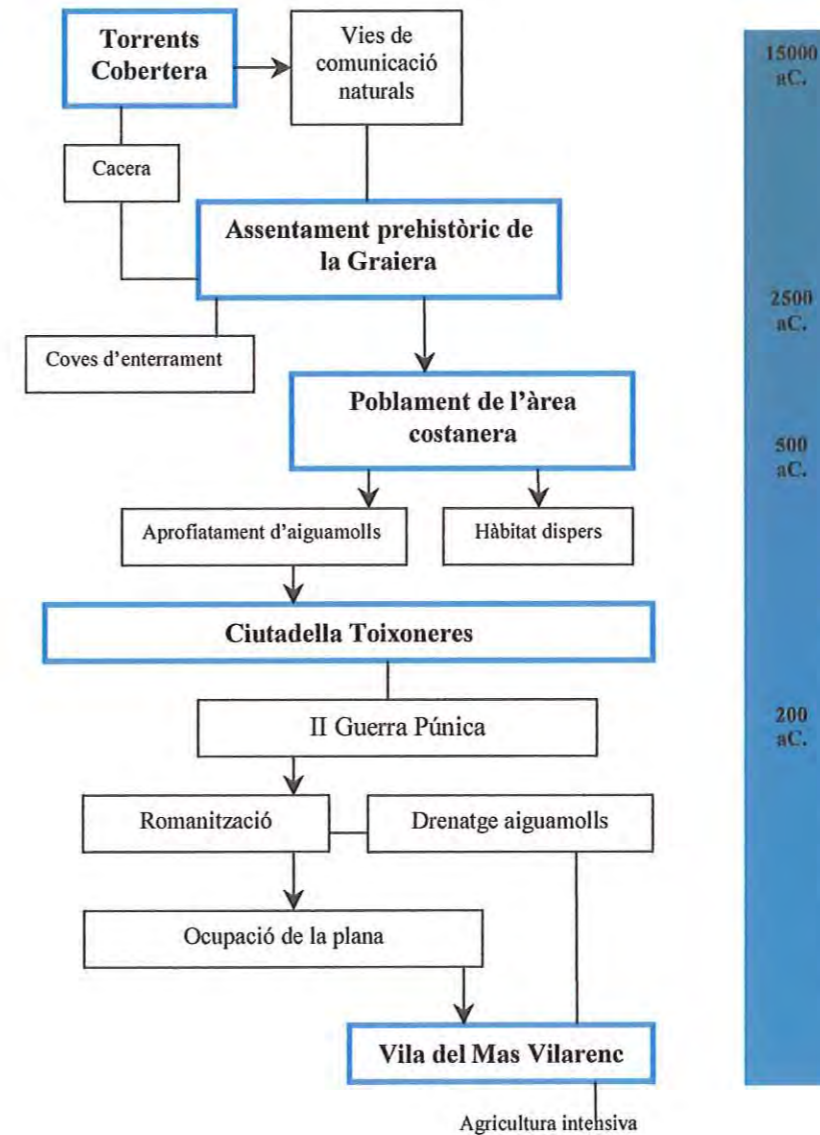 Torrents
Cobertera
Vies de
comunicació
naturals
15000
aC.
Cacera
Assentament prehistòric de
la Graiera
2500
aC.
Coves d'enterrament
Poblament de l'àrea
costanera
500
aC.
Aprofiatament d'aiguamolls
Hàbitat dispers
Ciutadella Toixoneres
II Guerra Púnica
200
aC.
Romanització
Drenatge aiguamolls
Ocupació de la plana
Vila del Mas Vilarenc
Agricultura intensiva